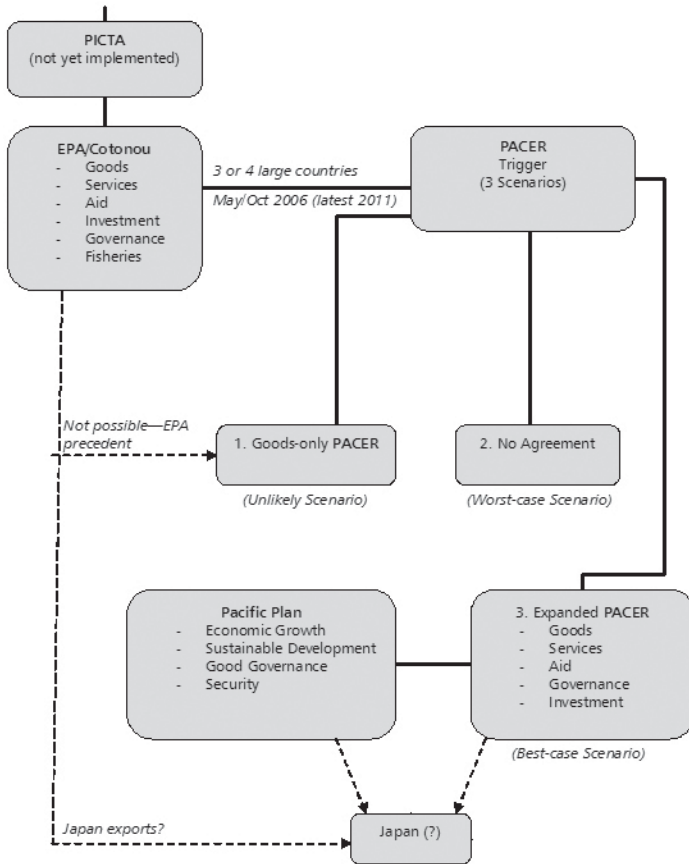 PICTA
(not yet implemented)
EPA/Cotonou
- Goods
- Services
- Aid
- Investment
- Governance
- Fisheries
3 or 4 large countries
May/Oct 2006 (latest 2011)
PACER
Trigger
(3 Scenarios)
Not possible—EPA
precedent
1. Goods-only PACER
(Unlikely Scenario)
2. No Agreement
(Worst-case Scenario)
Pacific Plan
- Economic Growth
- Sustainable Development
- Good Governance
- Security
3. Expanded PACER
- Goods
- Services
- Aid
- Governance
- Investment
(Best-case Scenario)
Japan exports?
Japan (?)